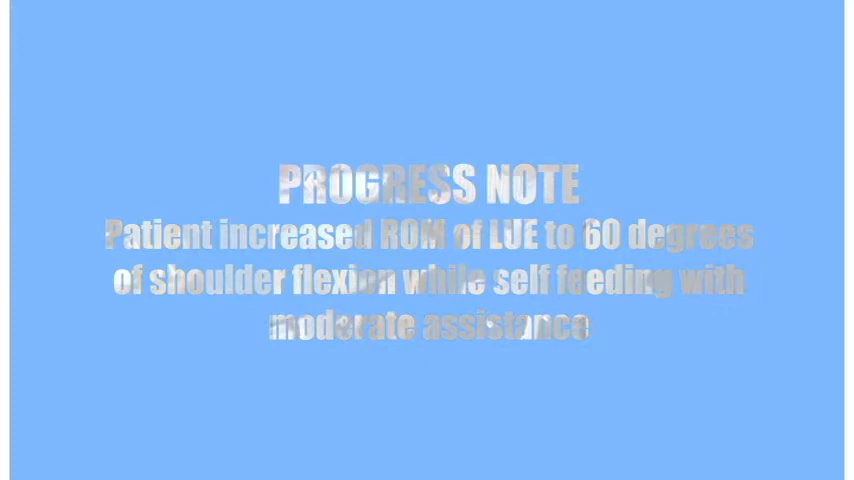 PROGRESS NOTE
Patient increased ROM of LUE to 60 degrees
of shoulder flexion while self feeding with
moderate assistance